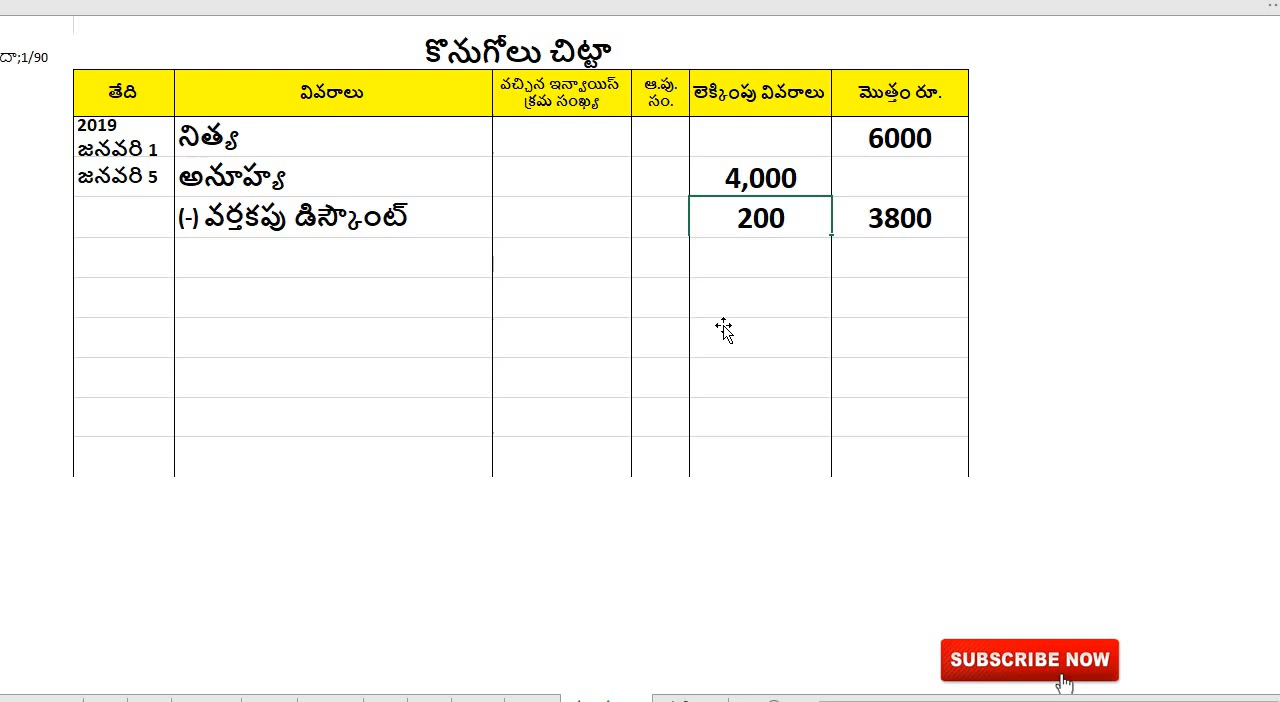 కొనుగోలు చిట్టా
దా;1/90
తేది వివరాలు వచ్చిన ఇన్వాయిస్ క్రమ సంఖ్య ఆ.పు. సం. లెక్కింపు వివరాలు మొత్తం రూ.
2019
జనవరి 1 నిత్య 6000
జనవరి 5 అనూహ్య 4,000
(-) వర్తకపు డిస్కౌంట్ 200 3800
SUBSCRIBE NOW